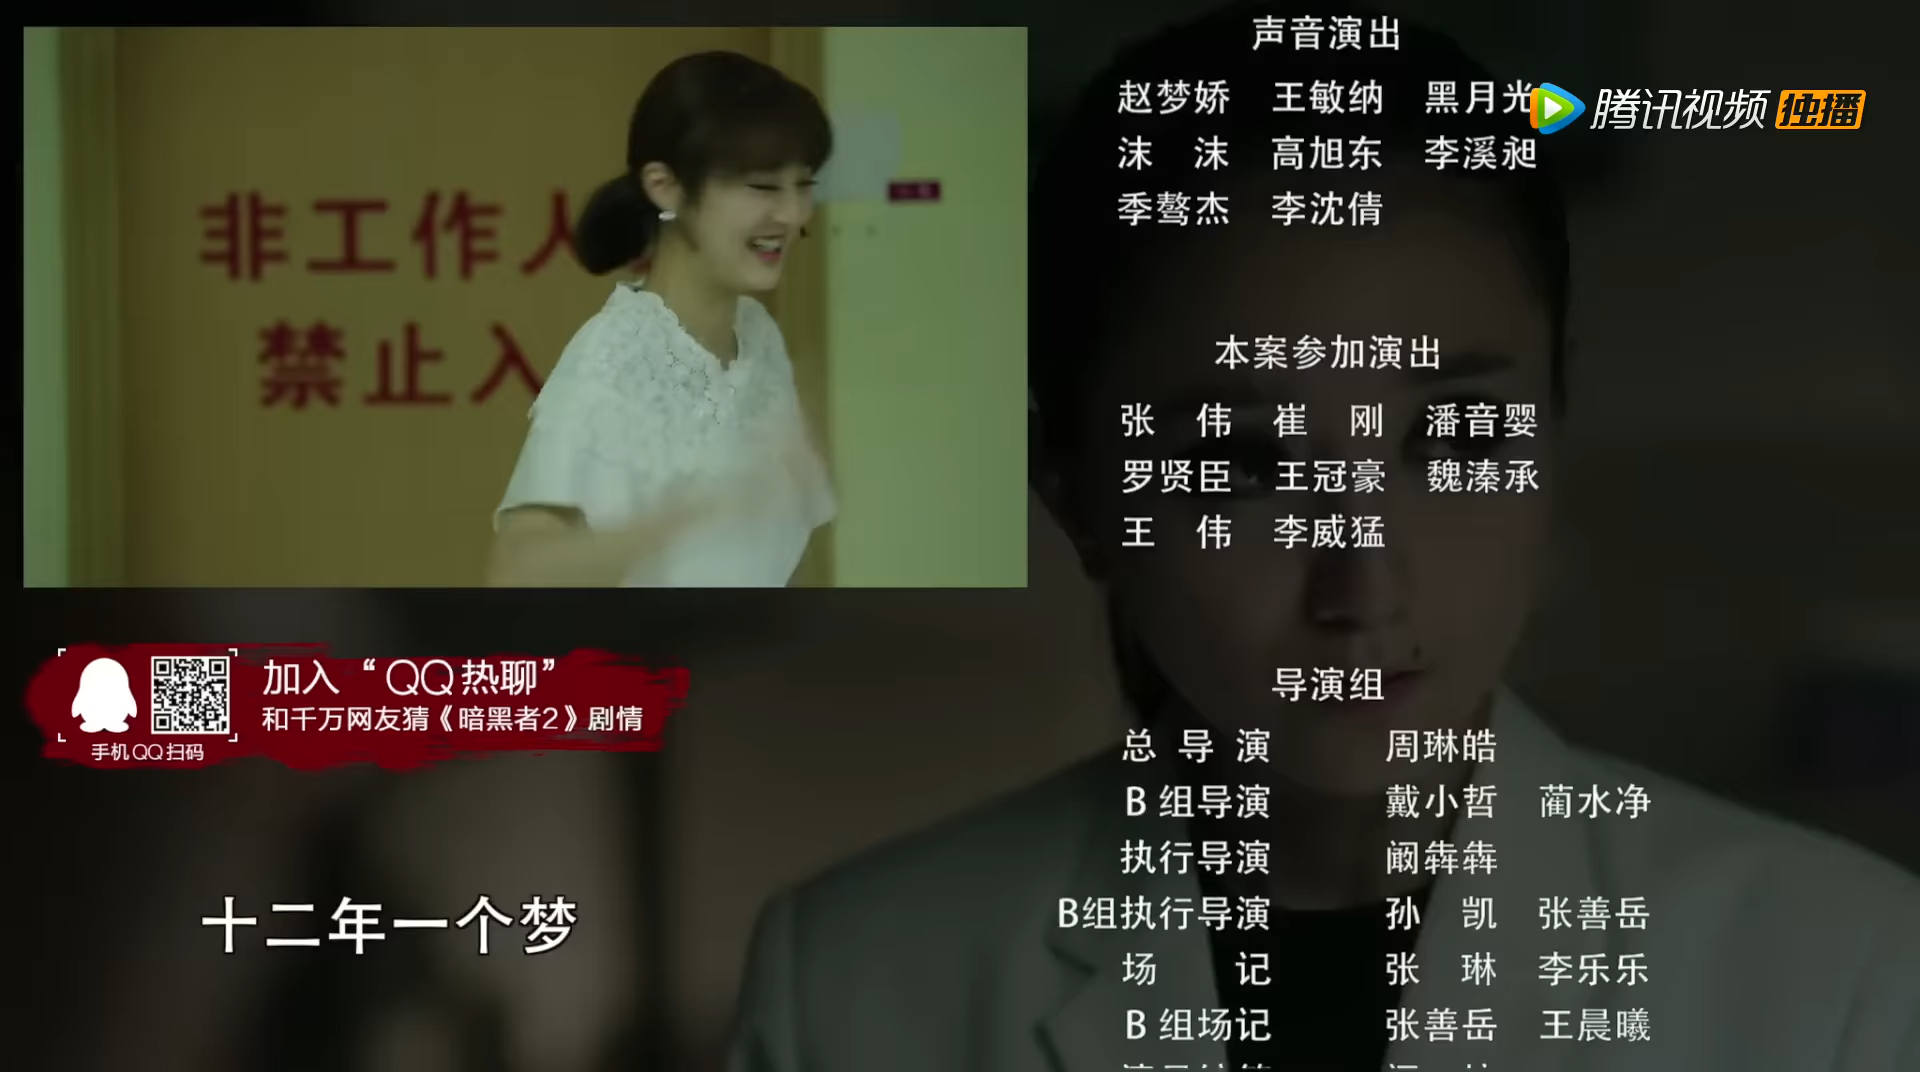 非工作人
禁止入
加入“QQ热聊”
和千万网友猜《暗黑者2》剧情
手机QQ扫码
十二年一个梦
腾讯视频 独播
声音演出
赵梦娇 王敏纳 黑月光
沫 沫 高旭东 李溪昶
季骜杰 李沈倩
本案参加演出
张 伟 崔 刚 潘音婴
罗贤臣 王冠豪 魏溱承
王 伟 李威猛
导演组
总 导 演 周琳皓
B 组导演 戴小哲 蔺水净
执行导演 阚犇犇
B组执行导演 孙 凯 张善岳
场 记 张 琳 李乐乐
B 组场记 张善岳 王晨曦